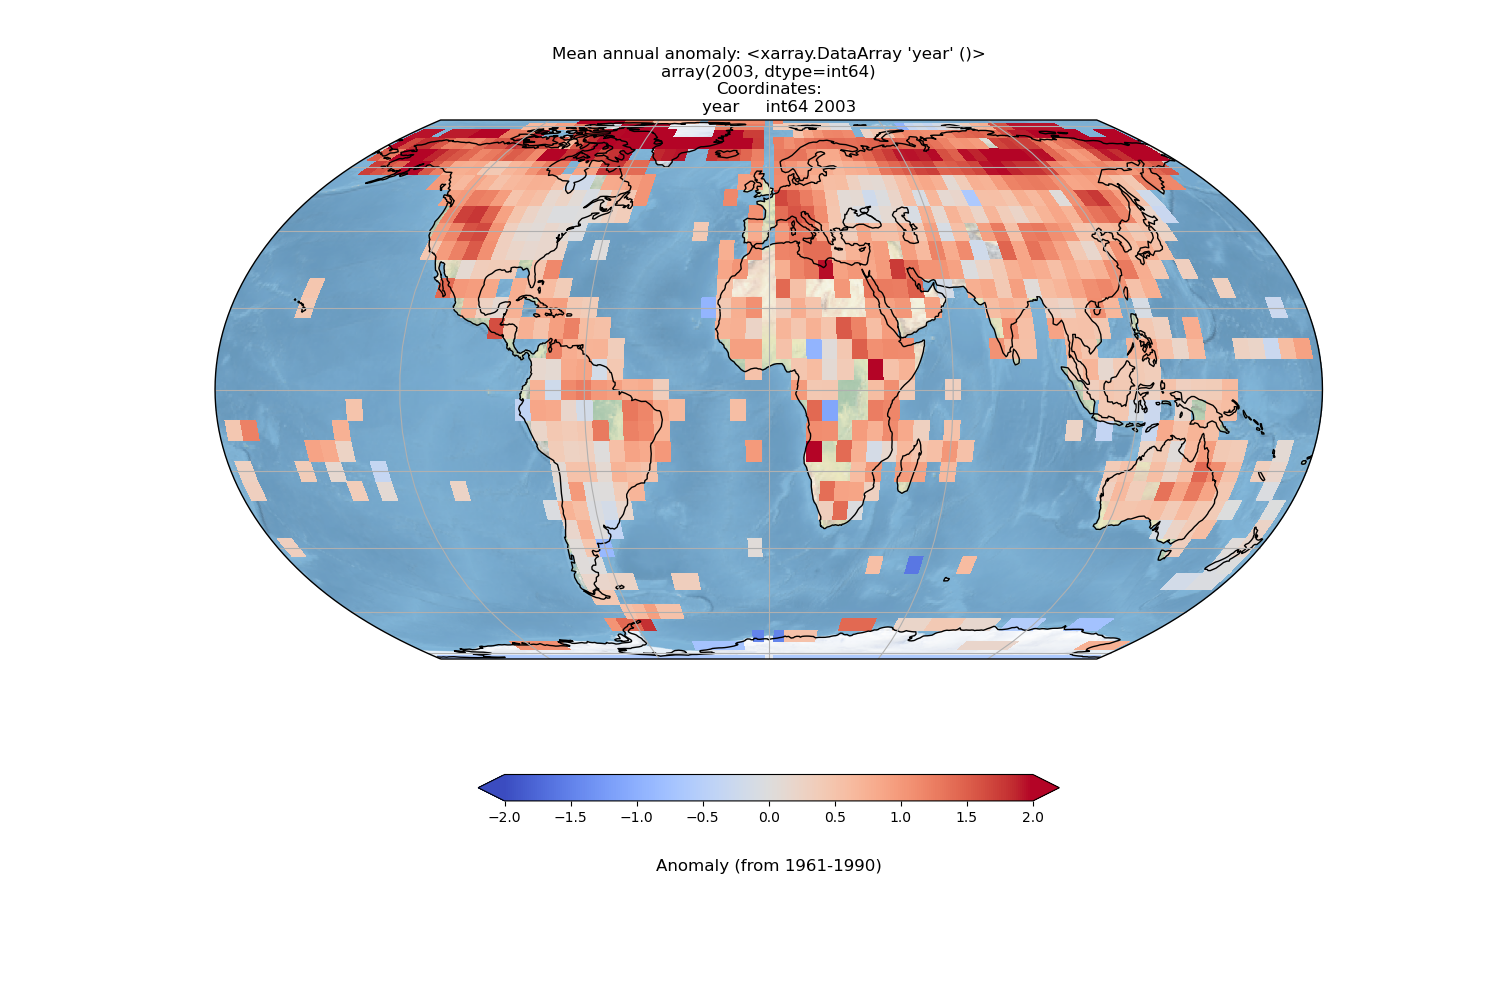 Mean annual anomaly: <xarray.DataArray 'year' ()>
array(2003, dtype=int64)
Coordinates:
year     int64 2003
−2.0 −1.5 −1.0 −0.5 0.0 0.5 1.0 1.5 2.0
Anomaly (from 1961-1990)